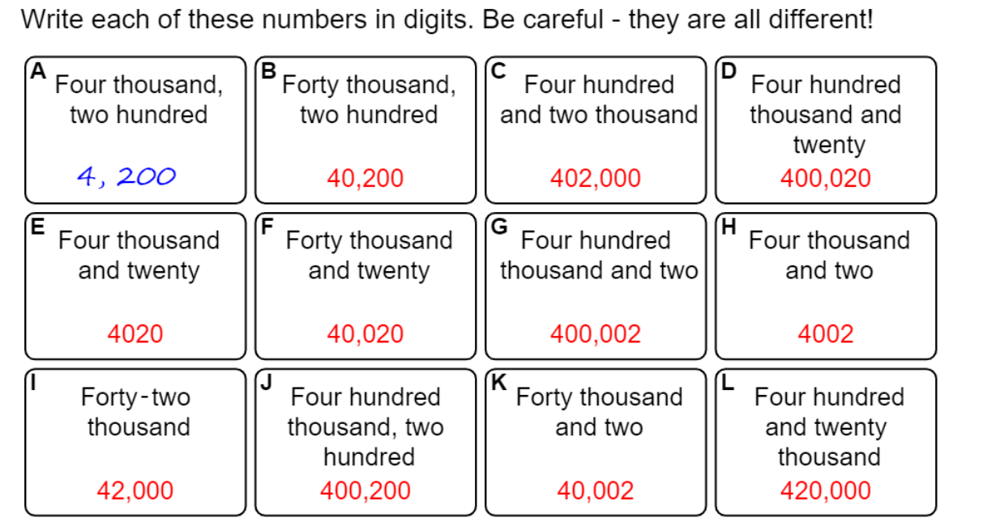 Write each of these numbers in digits. Be careful - they are all different!
A
Four thousand,
two hundred
4, 200
B
Forty thousand,
two hundred
40,200
C
Four hundred
and two thousand
402,000
D
Four hundred
thousand and
twenty
400,020
E
Four thousand
and twenty
4020
F
Forty thousand
and twenty
40,020
G
Four hundred
thousand and two
400,002
H
Four thousand
and two
4002
I
Forty-two
thousand
42,000
J
Four hundred
thousand, two
hundred
400,200
K
Forty thousand
and two
40,002
L
Four hundred
and twenty
thousand
420,000